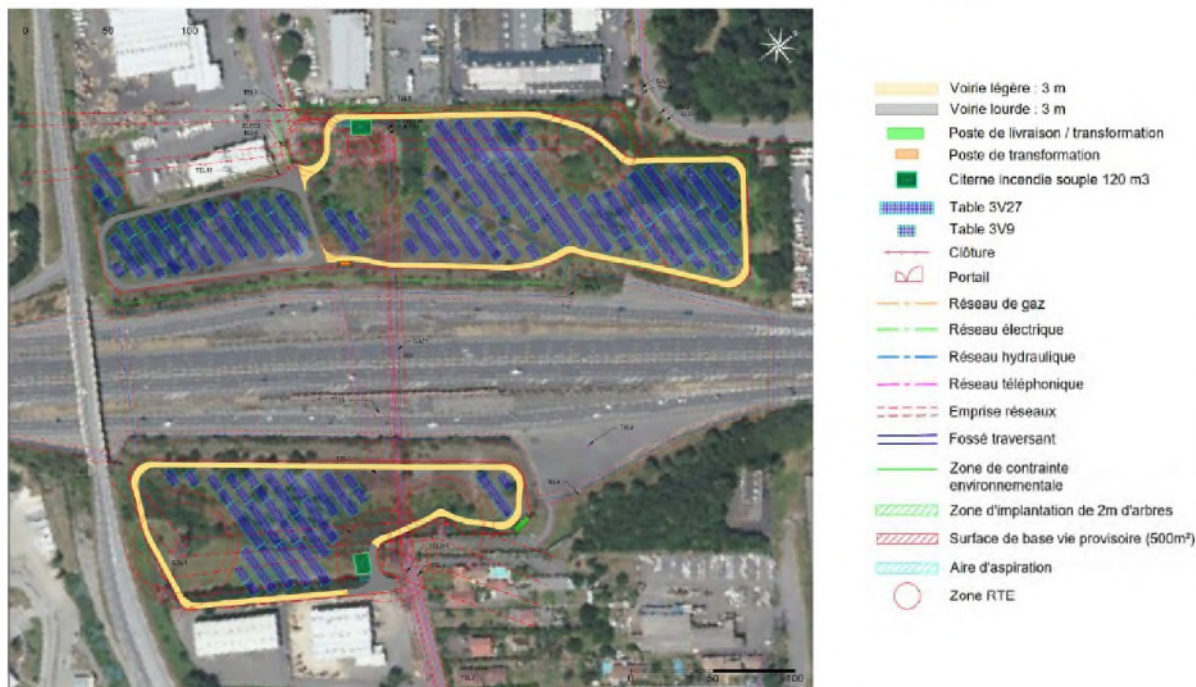 0 50 100
Voirie légère : 3 m
Voirie lourde : 3 m
Poste de livraison / transformation
Poste de transformation
Citerne incendie souple 120 m3
Table 3V27
Table 3V9
Clôture
Portail
Réseau de gaz
Réseau électrique
Réseau hydraulique
Réseau téléphonique
Emprise réseaux
Fossé traversant
Zone de contrainte
environnementale
Zone d'implantation de 2m d'arbres
Surface de base vie provisoire (500m²)
Aire d'aspiration
Zone RTE
0 50 100